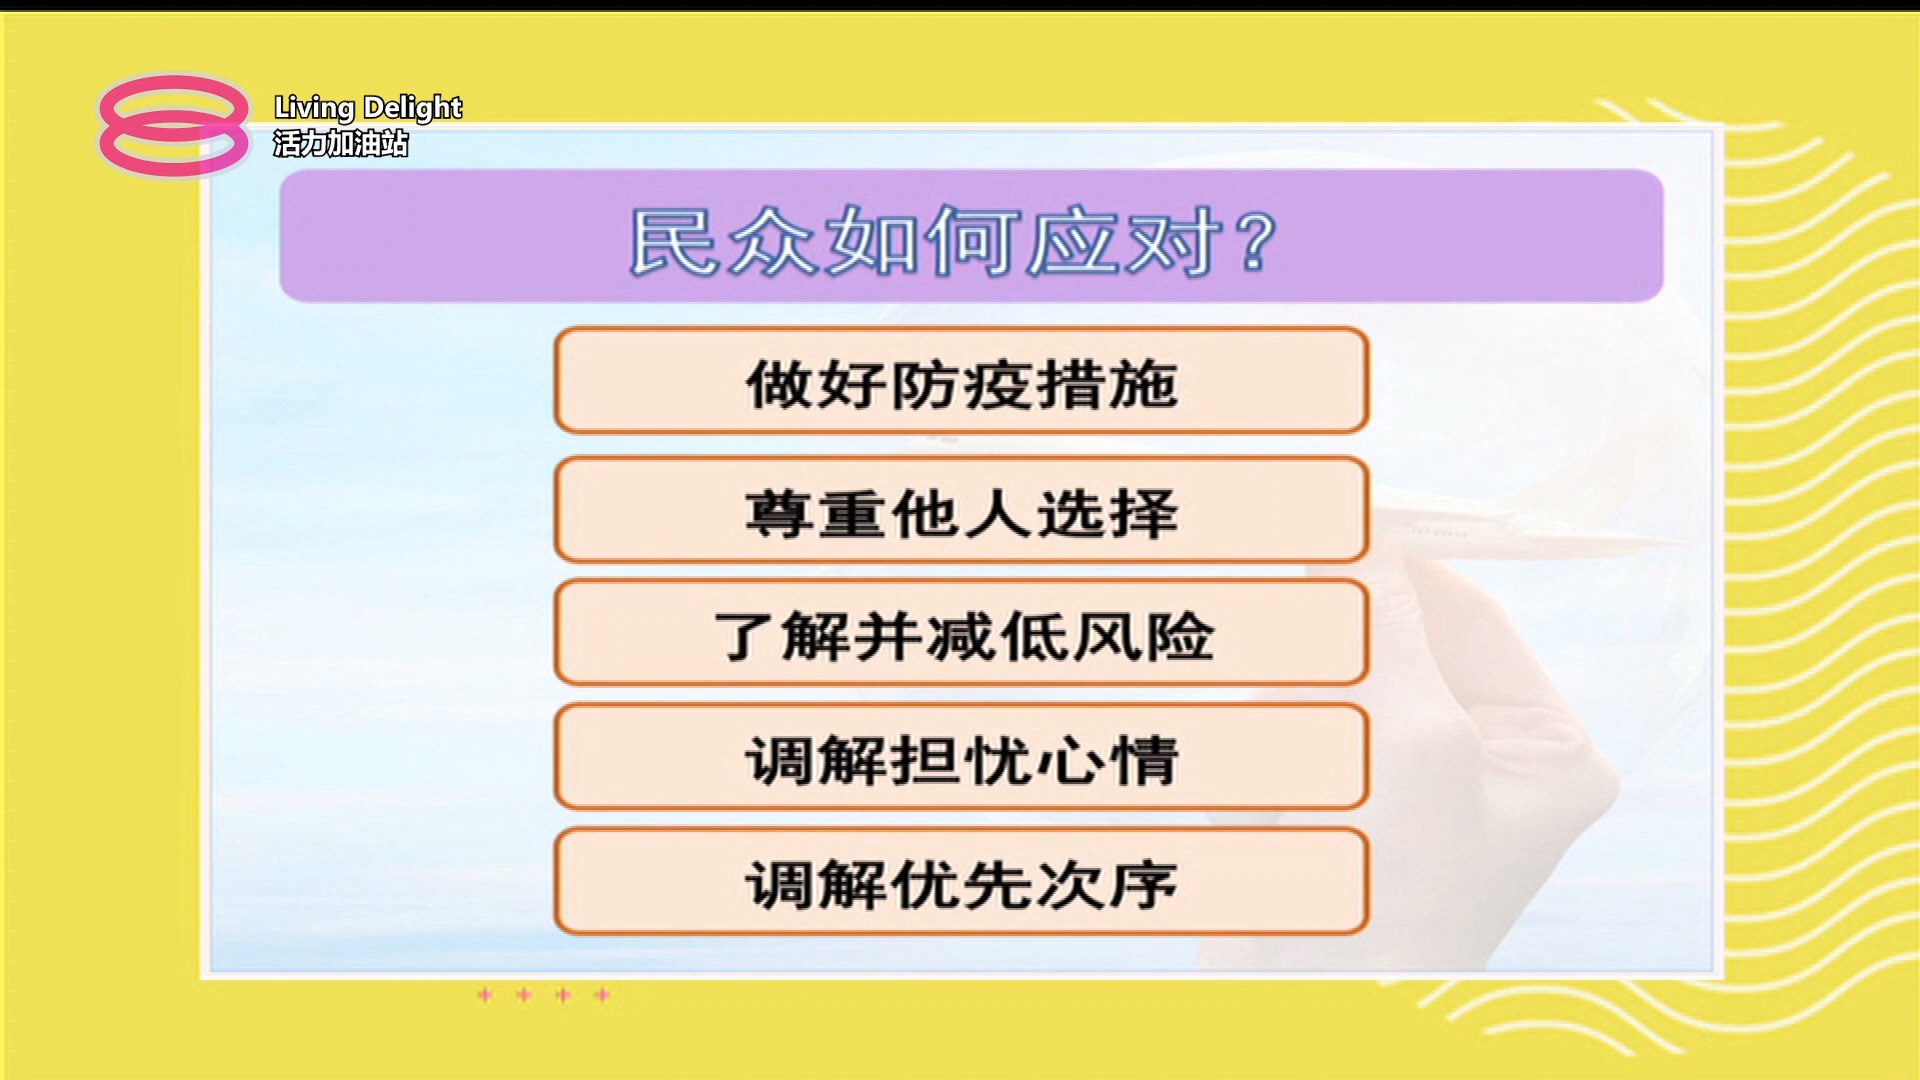 Living Delight
活力加油站
民众如何应对？
做好防疫措施
尊重他人选择
了解并减低风险
调解担忧心情
调解优先次序